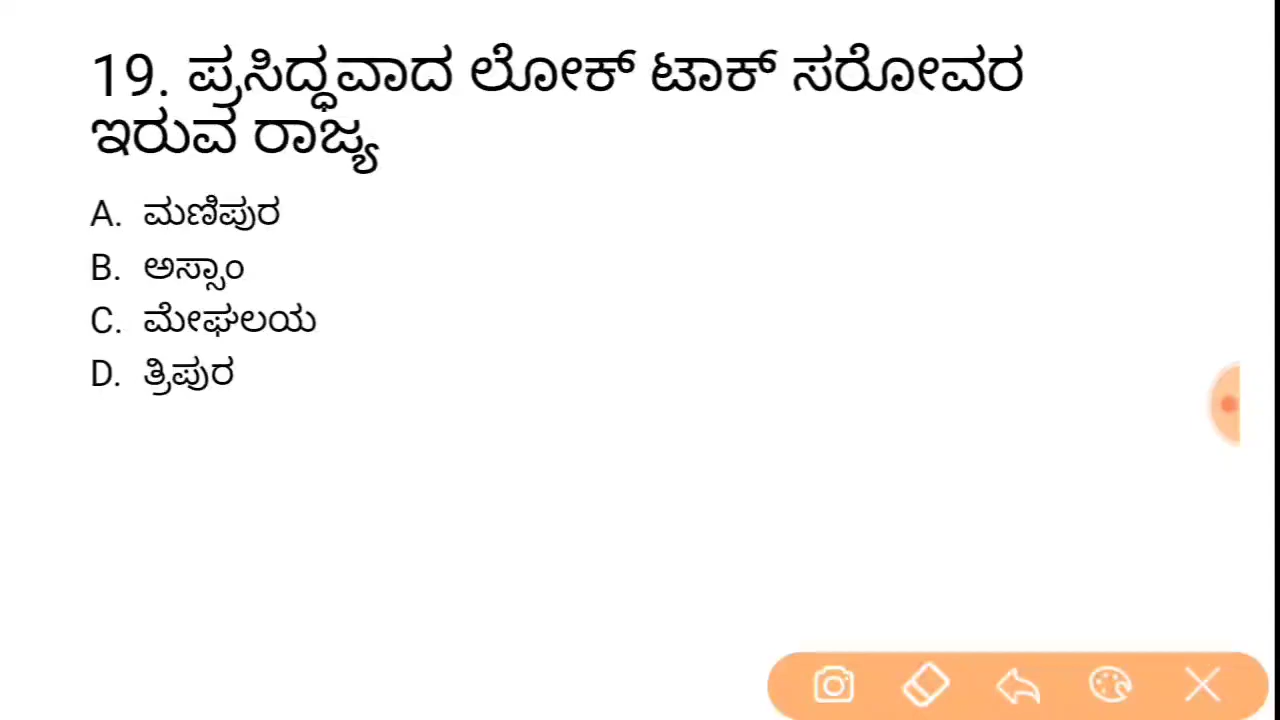 19. ಪ್ರಸಿದ್ಧವಾದ ಲೋಕ್ ಟಾಕ್ ಸರೋವರ
ಇರುವ ರಾಜ್ಯ
A. ಮಣಿಪುರ
B. ಅಸ್ಸಾಂ
C. ಮೇಘಲಯ
D. ತ್ರಿಪುರ